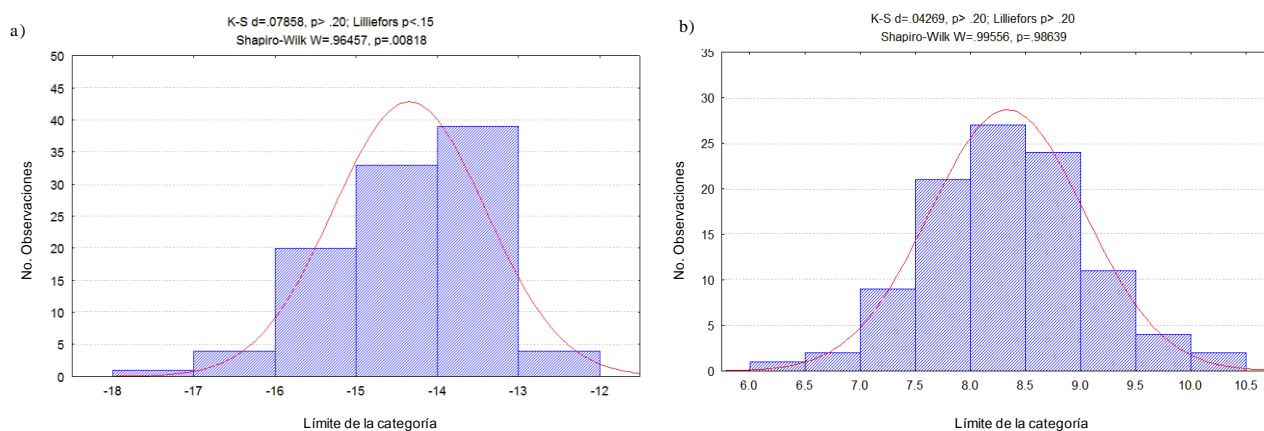 a)
K-S d=.07858, p> .20; Lilliefors p<.15
Shapiro-Wilk W=.96457, p=.00818
No. Observaciones
50
45
40
35
30
25
20
15
10
5
0
-18 -17 -16 -15 -14 -13 -12
Límite de la categoría
b)
K-S d=.04269, p> .20; Lilliefors p> .20
Shapiro-Wilk W=.99556, p=.98639
No. Observaciones
35
30
25
20
15
10
5
0
6.0 6.5 7.0 7.5 8.0 8.5 9.0 9.5 10.0 10.5
Límite de la categoría